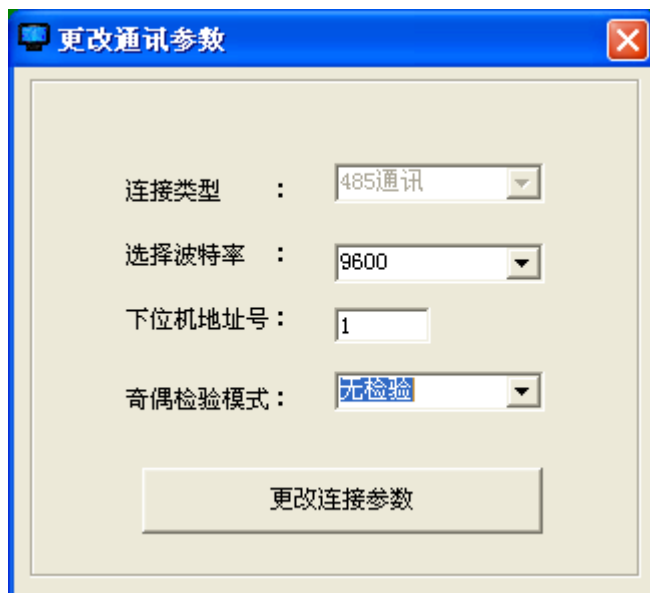 更改通讯参数
连接类型 : 485通讯
选择波特率 : 9600
下位机地址号: 1
奇偶检验模式: 无检验
更改连接参数